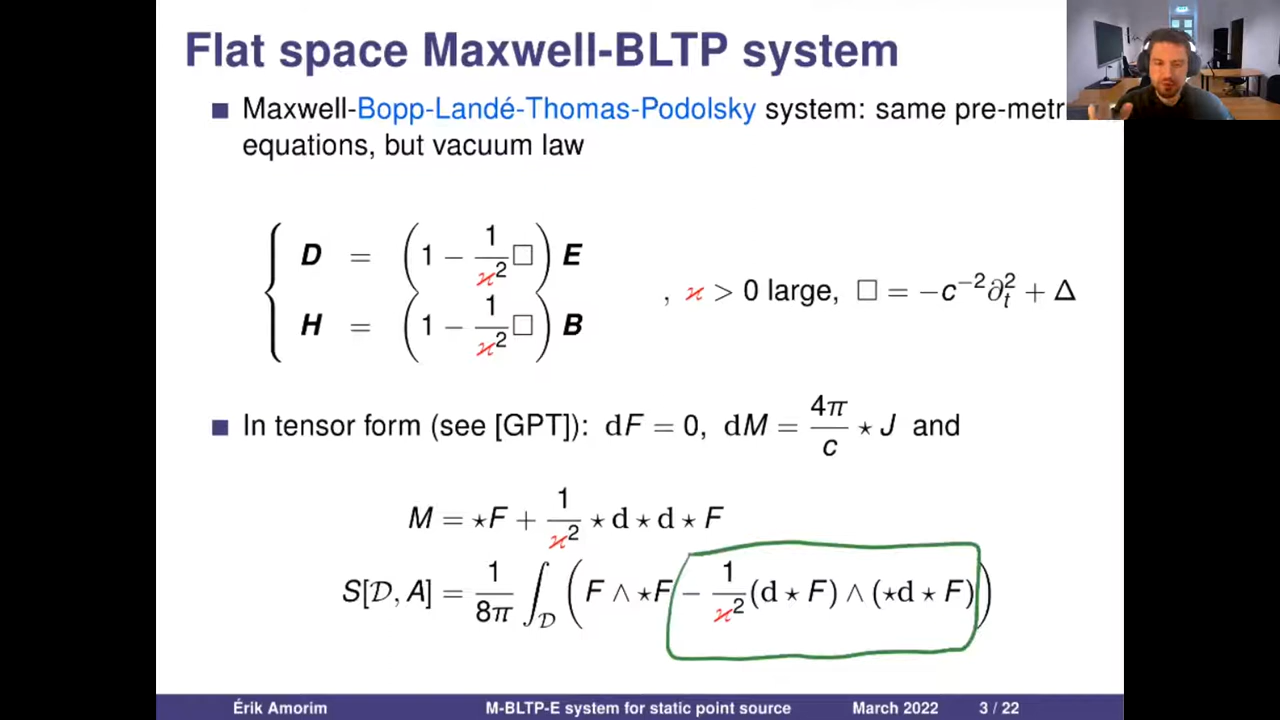 Flat space Maxwell-BLTP system
■ Maxwell-Bopp-Landé-Thomas-Podolsky system: same pre-metr
equations, but vacuum law
D = (1 − 1/ϰ² □) E
H = (1 − 1/ϰ² □) B
, ϰ > 0 large, □ = −c⁻²∂ₜ² + Δ
■ In tensor form (see [GPT]): dF = 0, dM = 4π/c ⋆ J and
M = ⋆F + 1/ϰ² ⋆ d ⋆ d ⋆ F
S[𝒟, A] = 1/8π ∫_𝒟 (F ∧ ⋆F − 1/ϰ² (d ⋆ F) ∧ (⋆d ⋆ F))
Érik Amorim M-BLTP-E system for static point source March 2022 3 / 22